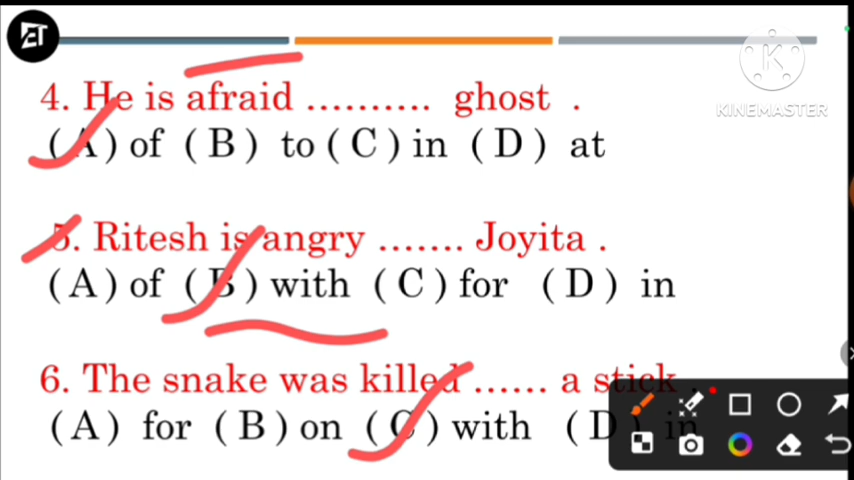 ET
KINEMASTER
4. He is afraid .......... ghost .
(A) of (B) to (C) in (D) at
5. Ritesh is angry ....... Joyita .
(A) of (B) with (C) for (D) in
6. The snake was killed ...... a stick .
(A) for (B) on (C) with (D) in